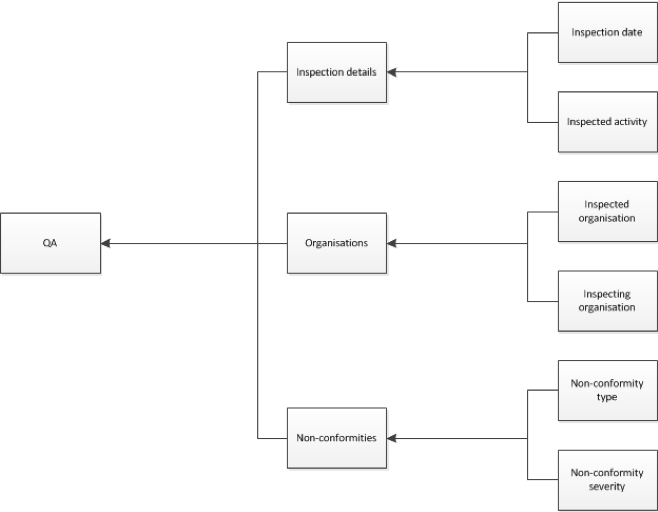 Inspection date
Inspection details
Inspected activity
Inspected
organisation
QA
Organisations
Inspecting
organisation
Non-conformity
type
Non-conformities
Non-conformity
severity